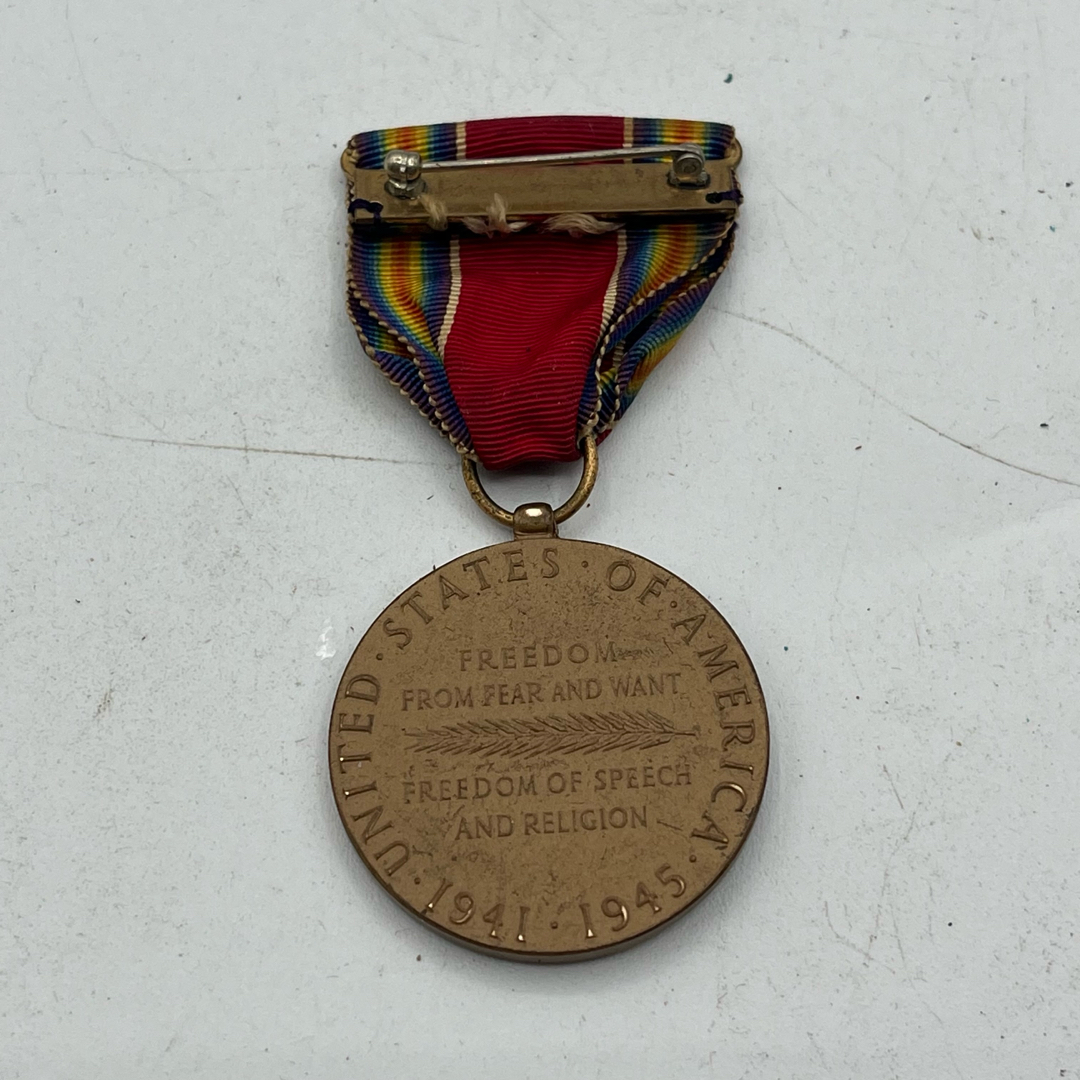 UNITED · STATES · OF · AMERICA ·
FREEDOM
FROM FEAR AND WANT
FREEDOM OF SPEECH
AND RELIGION
· 1941 · 1945 ·